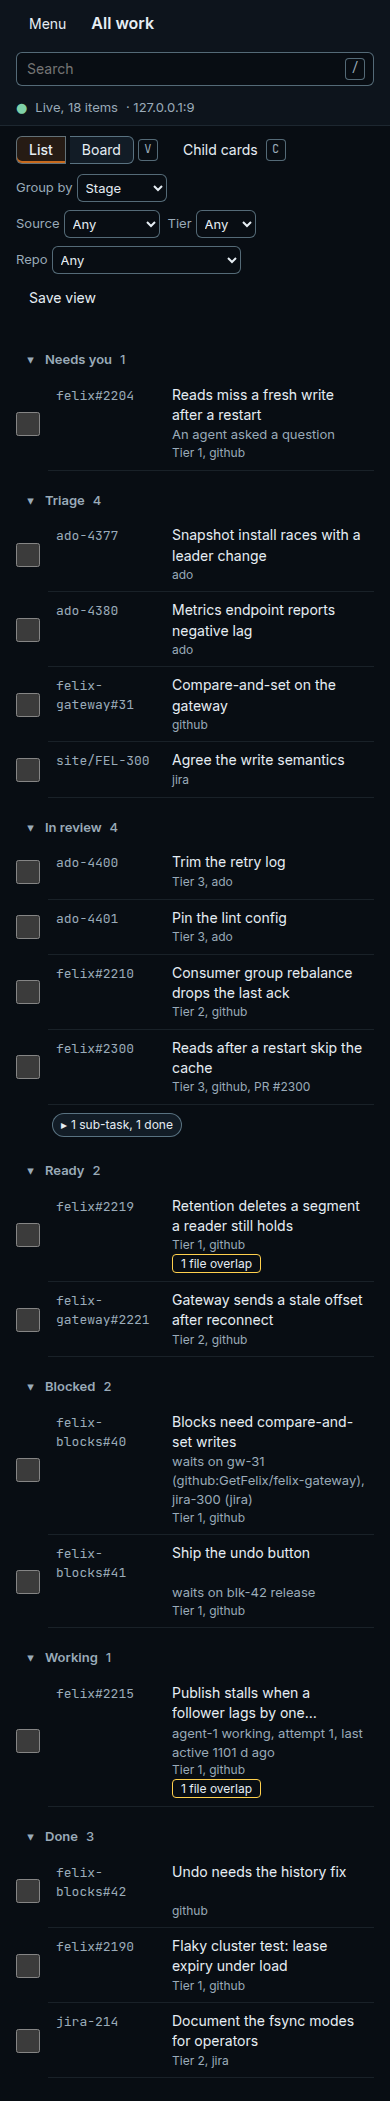 Menu All work
Search /
Live, 18 items · 127.0.0.1:9
List Board V Child cards C
Group by Stage
Source Any Tier Any
Repo Any
Save view
▾ Needs you 1
felix#2204
Reads miss a fresh write
after a restart
An agent asked a question
Tier 1, github
▾ Triage 4
ado-4377
Snapshot install races with a
leader change
ado
ado-4380
Metrics endpoint reports
negative lag
ado
felix-
gateway#31
Compare-and-set on the
gateway
github
site/FEL-300
Agree the write semantics
jira
▾ In review 4
ado-4400
Trim the retry log
Tier 3, ado
ado-4401
Pin the lint config
Tier 3, ado
felix#2210
Consumer group rebalance
drops the last ack
Tier 2, github
felix#2300
Reads after a restart skip the
cache
Tier 3, github, PR #2300
▸ 1 sub-task, 1 done
▾ Ready 2
felix#2219
Retention deletes a segment
a reader still holds
Tier 1, github
1 file overlap
felix-
gateway#2221
Gateway sends a stale offset
after reconnect
Tier 2, github
▾ Blocked 2
felix-
blocks#40
Blocks need compare-and-
set writes
waits on gw-31
(github:GetFelix/felix-gateway),
jira-300 (jira)
Tier 1, github
felix-
blocks#41
Ship the undo button
waits on blk-42 release
Tier 1, github
▾ Working 1
felix#2215
Publish stalls when a
follower lags by one...
agent-1 working, attempt 1, last
active 1101 d ago
Tier 1, github
1 file overlap
▾ Done 3
felix-
blocks#42
Undo needs the history fix
github
felix#2190
Flaky cluster test: lease
expiry under load
Tier 1, github
jira-214
Document the fsync modes
for operators
Tier 2, jira